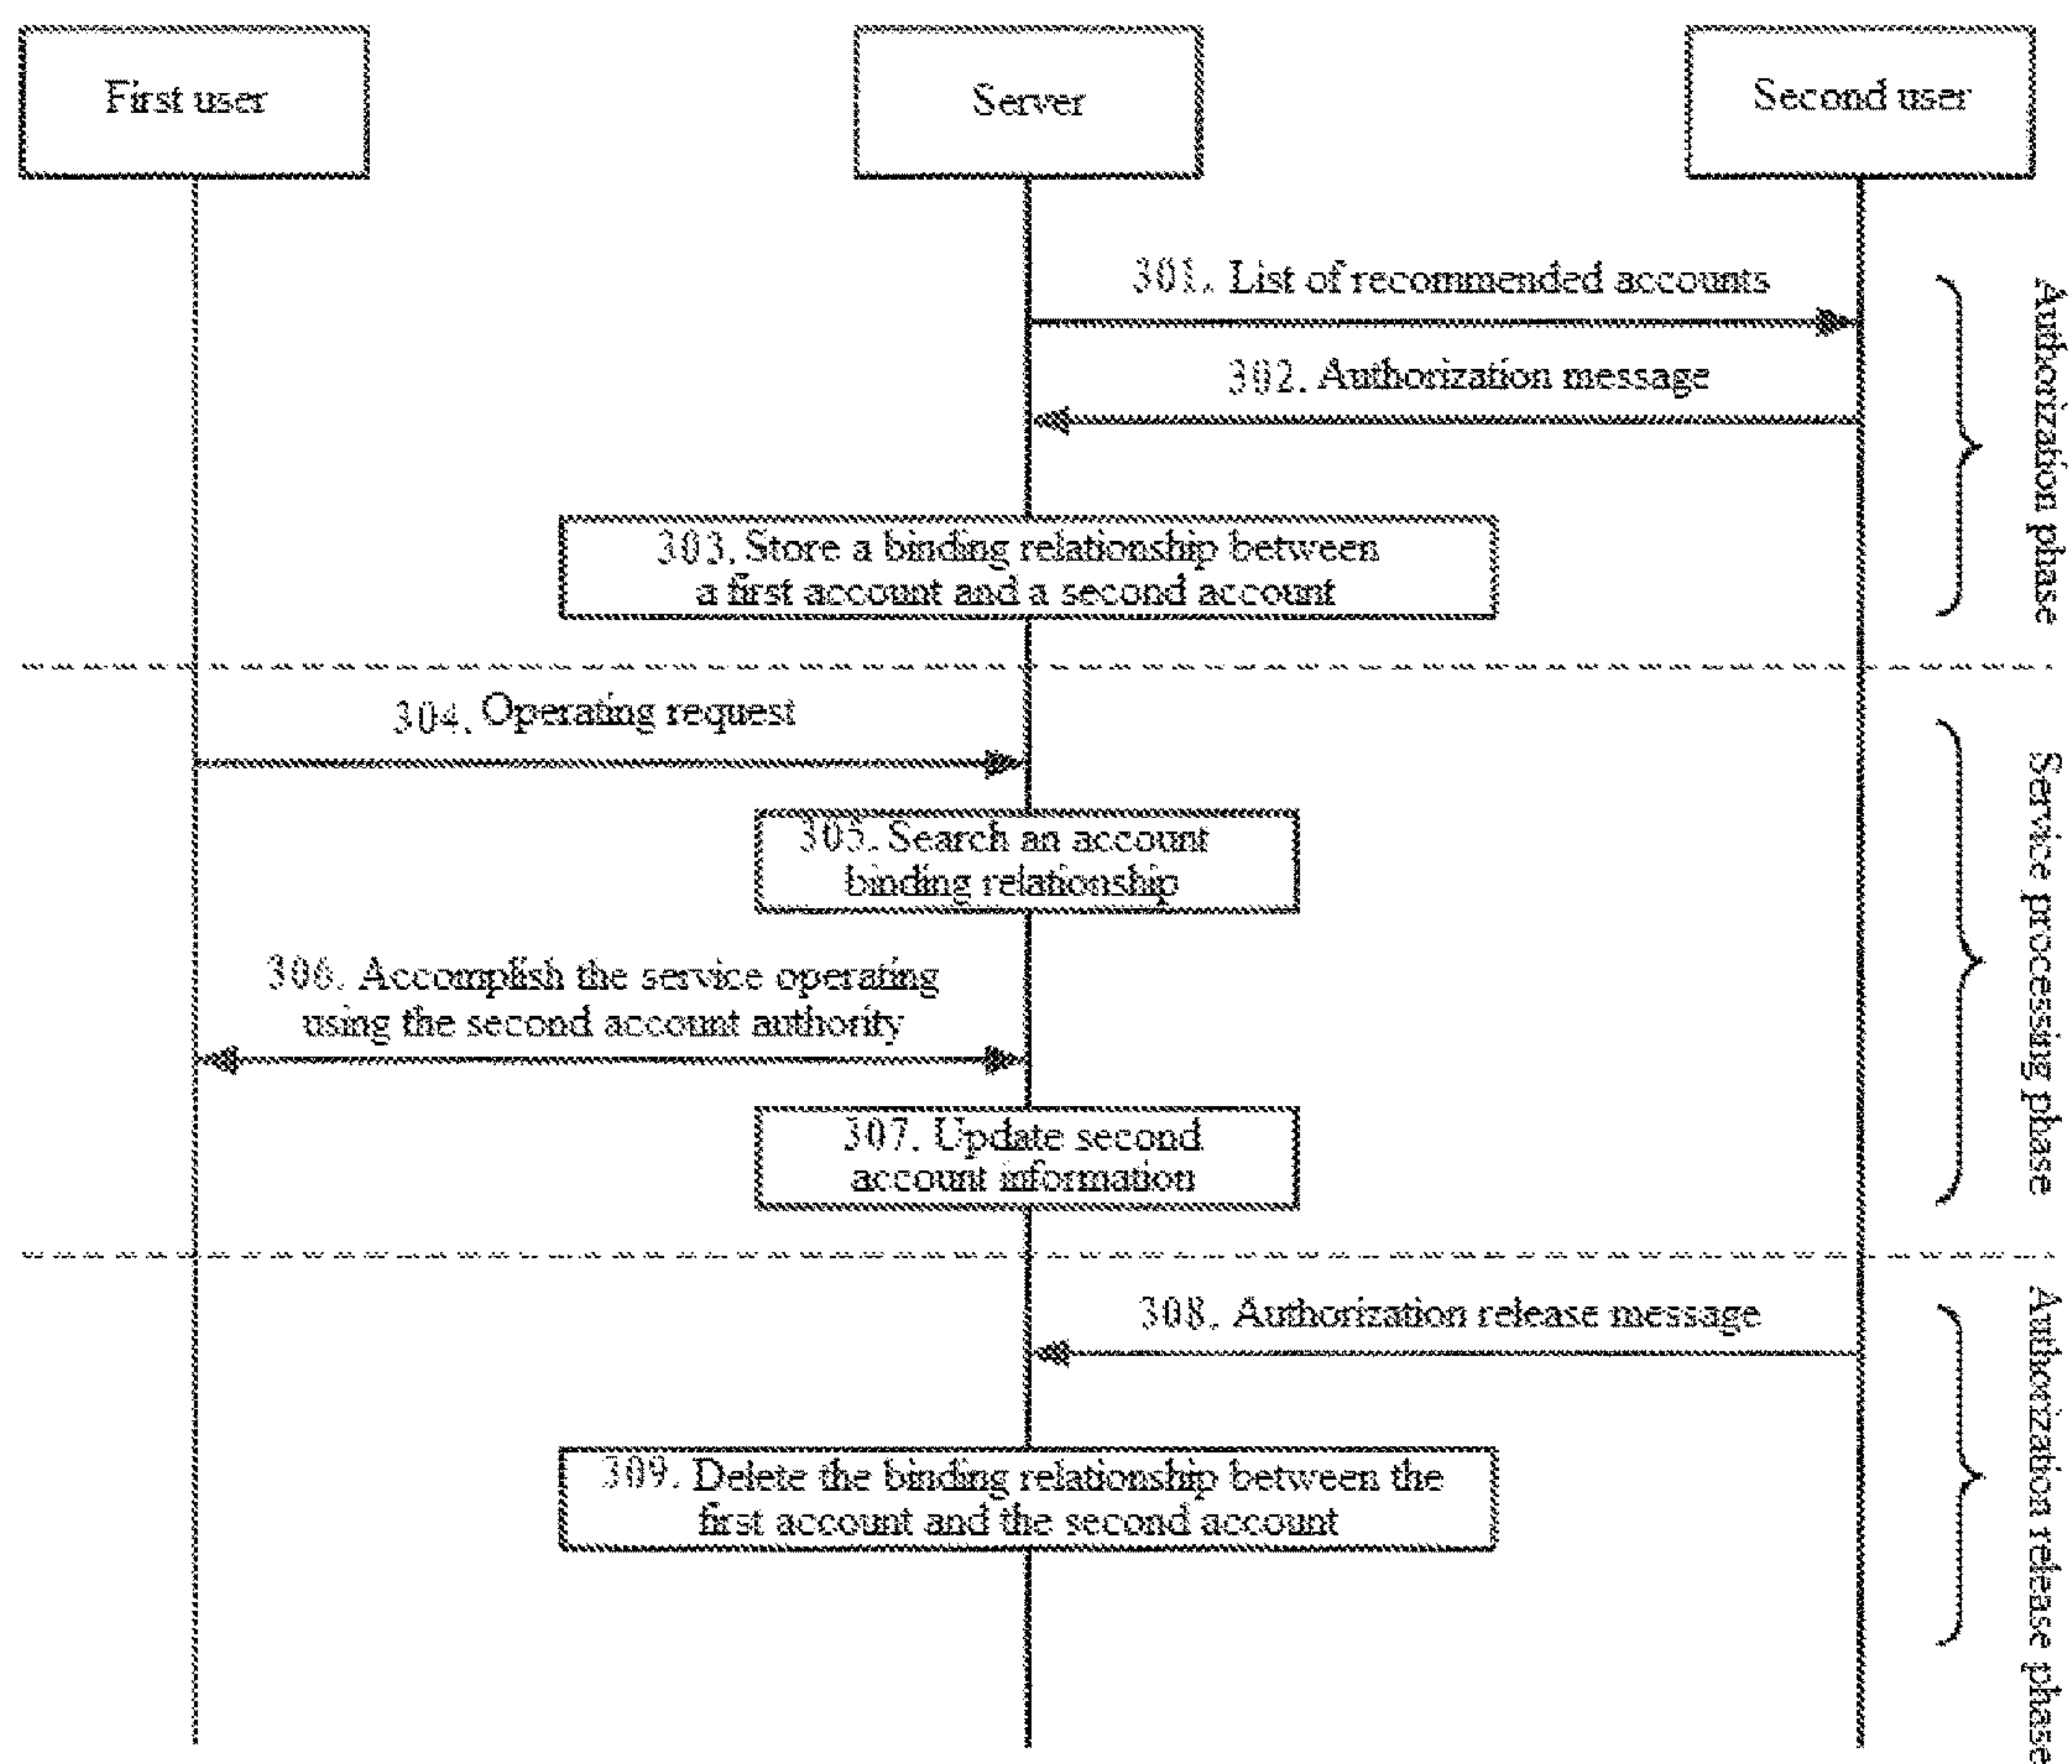 First user
Server
Second user
301. List of recommended accounts
302. Authorization message
303. Store a binding relationship between
a first account and a second account
Authorization phase
304. Operating request
305. Search an account
binding relationship
306. Accomplish the service operating
using the second account authority
307. Update second
account information
Service processing phase
308. Authorization release message
309. Delete the binding relationship between the
first account and the second account
Authorization release phase